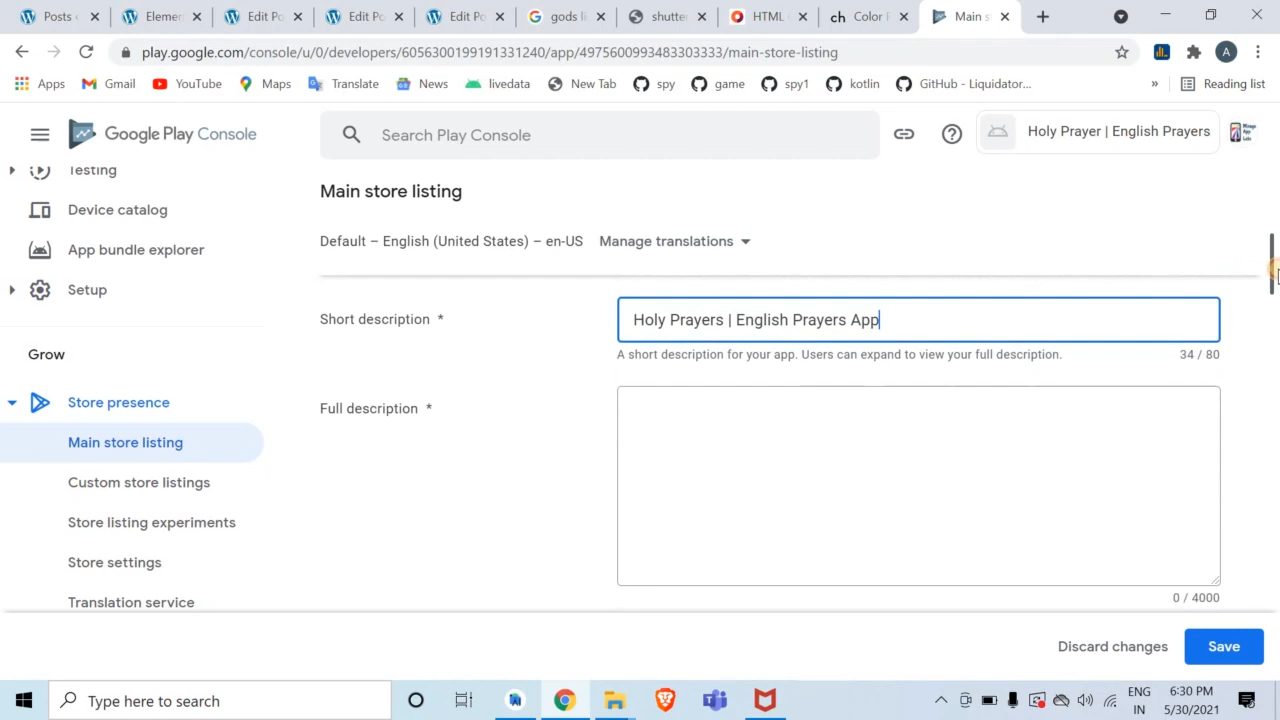 Posts
Elemen
Edit Po
Edit Po
Edit Po
gods li
shutter
HTML
Color
Main s
play.google.com/console/u/0/developers/6056300199191331240/app/4975600993483303333/main-store-listing
A
Apps
Gmail
YouTube
Maps
Translate
News
livedata
New Tab
spy
game
spy1
kotlin
GitHub - Liquidator...
»
Reading list
Google Play Console
Search Play Console
Holy Prayer | English Prayers
Testing
Device catalog
App bundle explorer
Setup
Grow
Store presence
Main store listing
Custom store listings
Store listing experiments
Store settings
Translation service
Main store listing
Default – English (United States) – en-US
Manage translations
Short description *
Holy Prayers | English Prayers App
A short description for your app. Users can expand to view your full description.
34 / 80
Full description *
0 / 4000
Discard changes
Save
Type here to search
ENG
IN
6:30 PM
5/30/2021